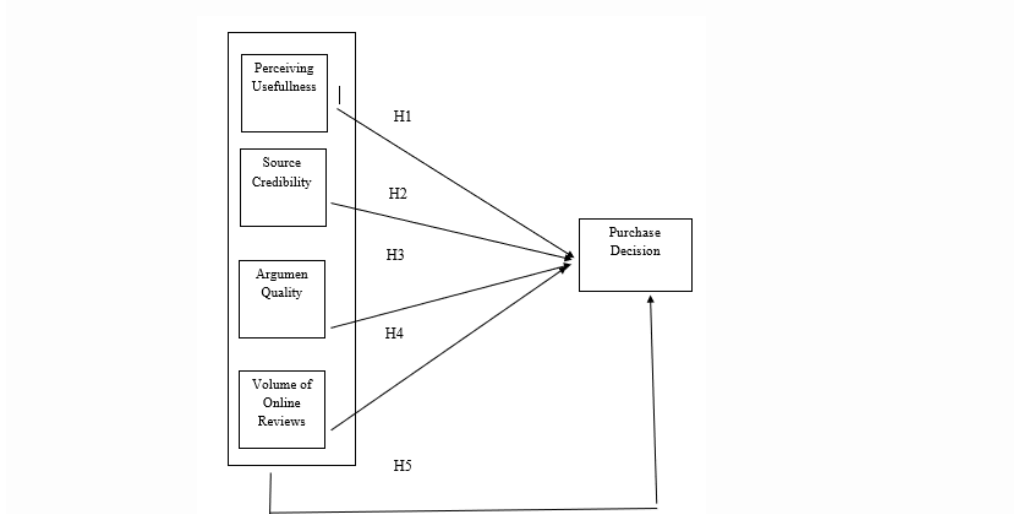 Perceiving
Usefullness
H1
Source
Credibility
H2
Purchase
Decision
H3
Argumen
Quality
H4
Volume of
Online
Reviews
H5